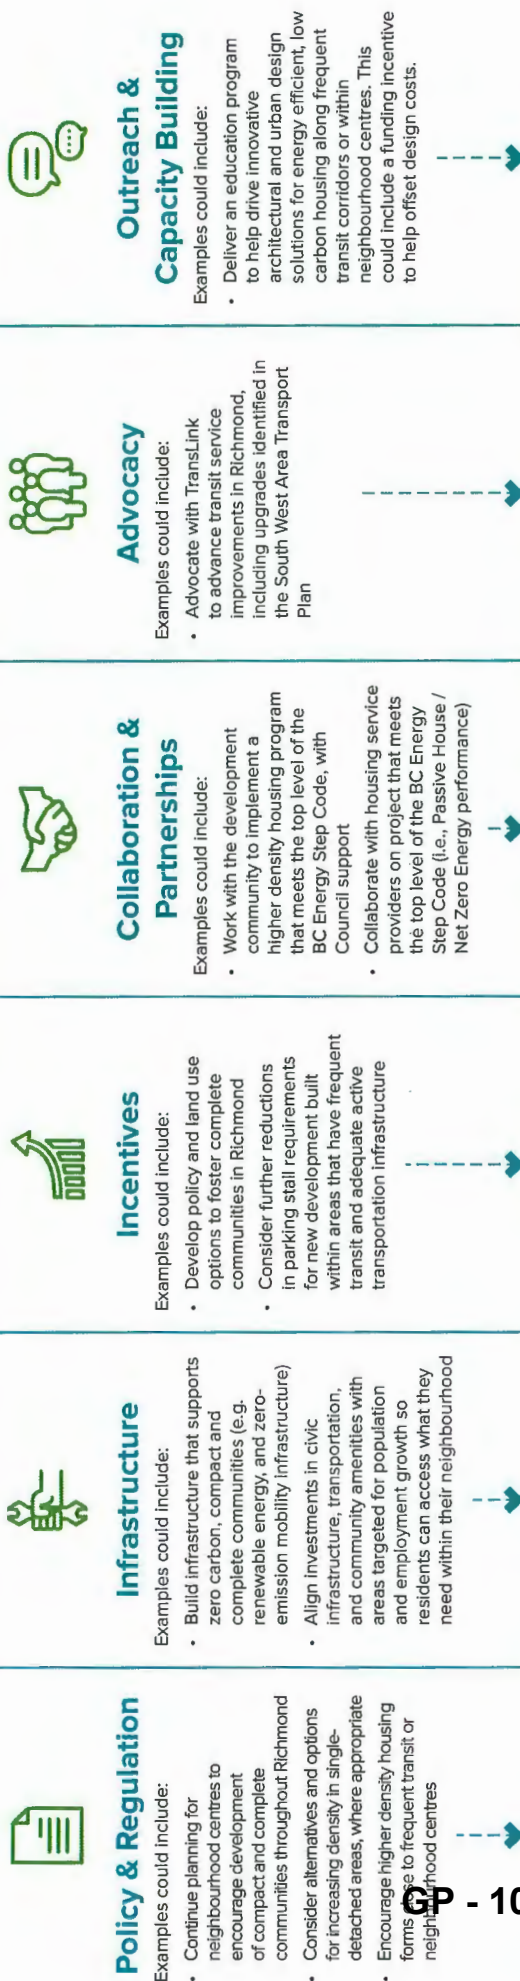 Policy & Regulation
Examples could include:
• Continue planning for
neighbourhood centres to
encourage development
of compact and complete
communities throughout Richmond
• Consider alternatives and options
for increasing density in single-
detached areas, where appropriate
• Encourage higher density housing
forms close to frequent transit or
neighbourhood centres
Infrastructure
Examples could include:
• Build infrastructure that supports
zero carbon, compact and
complete communities (e.g.
renewable energy, and zero-
emission mobility infrastructure)
• Align investments in civic
infrastructure, transportation,
and community amenities with
areas targeted for population
and employment growth so
residents can access what they
need within their neighbourhood
Incentives
Examples could include:
• Develop policy and land use
options to foster complete
communities in Richmond
• Consider further reductions
in parking stall requirements
for new development built
within areas that have frequent
transit and adequate active
transportation infrastructure
Collaboration &
Partnerships
Examples could include:
• Work with the development
community to implement a
higher density housing program
that meets the top level of the
BC Energy Step Code, with
Council support
• Collaborate with housing service
providers on project that meets
the top level of the BC Energy
Step Code (i.e., Passive House /
Net Zero Energy performance)
Advocacy
Examples could include:
• Advocate with TransLink
to advance transit service
improvements in Richmond,
including upgrades identified in
the South West Area Transport
Plan
Outreach &
Capacity Building
Examples could include:
• Deliver an education program
to help drive innovative
architectural and urban design
solutions for energy efficient, low
carbon housing along frequent
transit corridors or within
neighbourhood centres. This
could include a funding incentive
to help offset design costs.
GP - 10